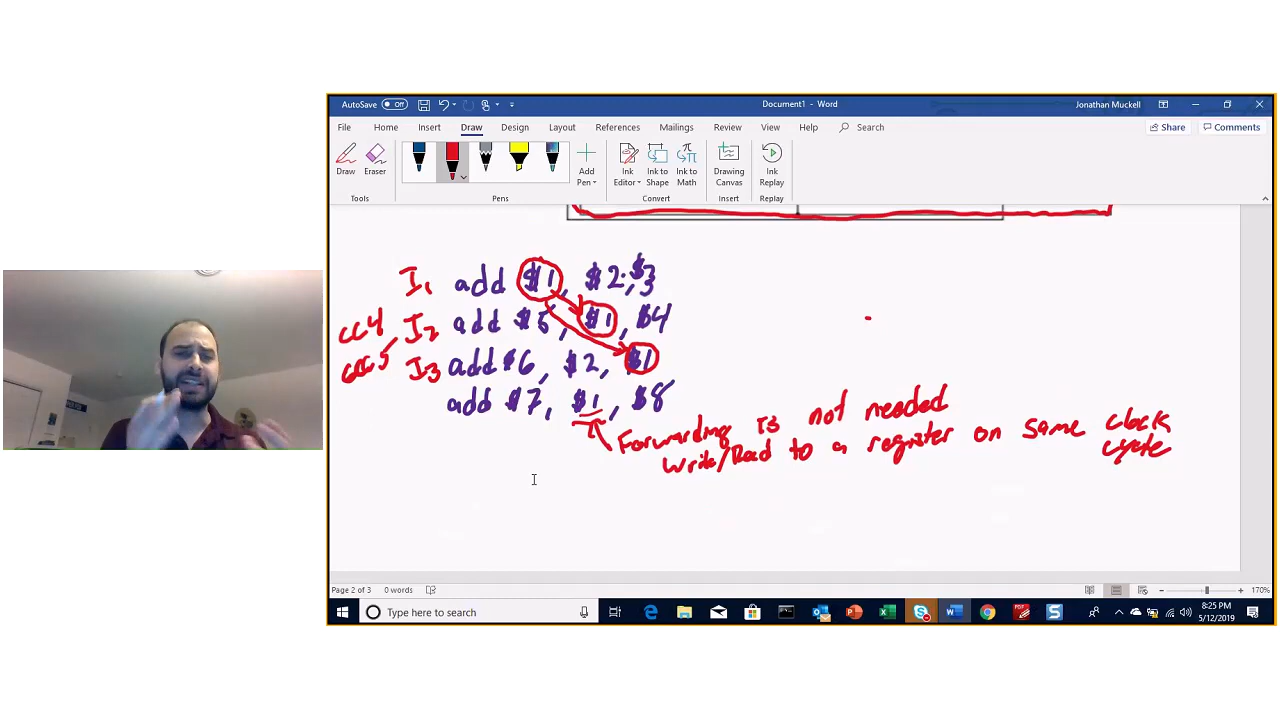 AutoSave Off Document1 - Word Jonathan Muckell
File Home Insert Draw Design Layout References Mailings Review View Help Search Share Comments
Draw Eraser Add Pen Ink Editor Ink to Shape Ink to Math Drawing Canvas Ink Replay
Tools Pens Convert Insert Replay
I1 add $1, $2, $3
CC4 I2 add $5, $1, $4
CC5 I3 add $6, $2, $1
add $7, $1, $8
Forwarding is not needed
Write/Read to a register on same clock
cycle
Page 2 of 3 0 words 170%
Type here to search 8:25 PM
5/12/2019